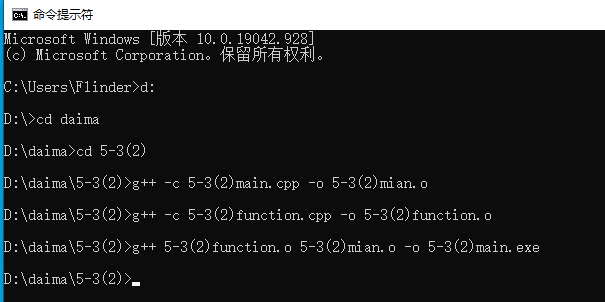 命令提示符
Microsoft Windows [版本 10.0.19042.928]
(c) Microsoft Corporation。保留所有权利。
C:\Users\Flinder>d:
D:\>cd daima
D:\daima>cd 5-3(2)
D:\daima\5-3(2)>g++ -c 5-3(2)main.cpp -o 5-3(2)mian.o
D:\daima\5-3(2)>g++ -c 5-3(2)function.cpp -o 5-3(2)function.o
D:\daima\5-3(2)>g++ 5-3(2)function.o 5-3(2)mian.o -o 5-3(2)main.exe
D:\daima\5-3(2)>